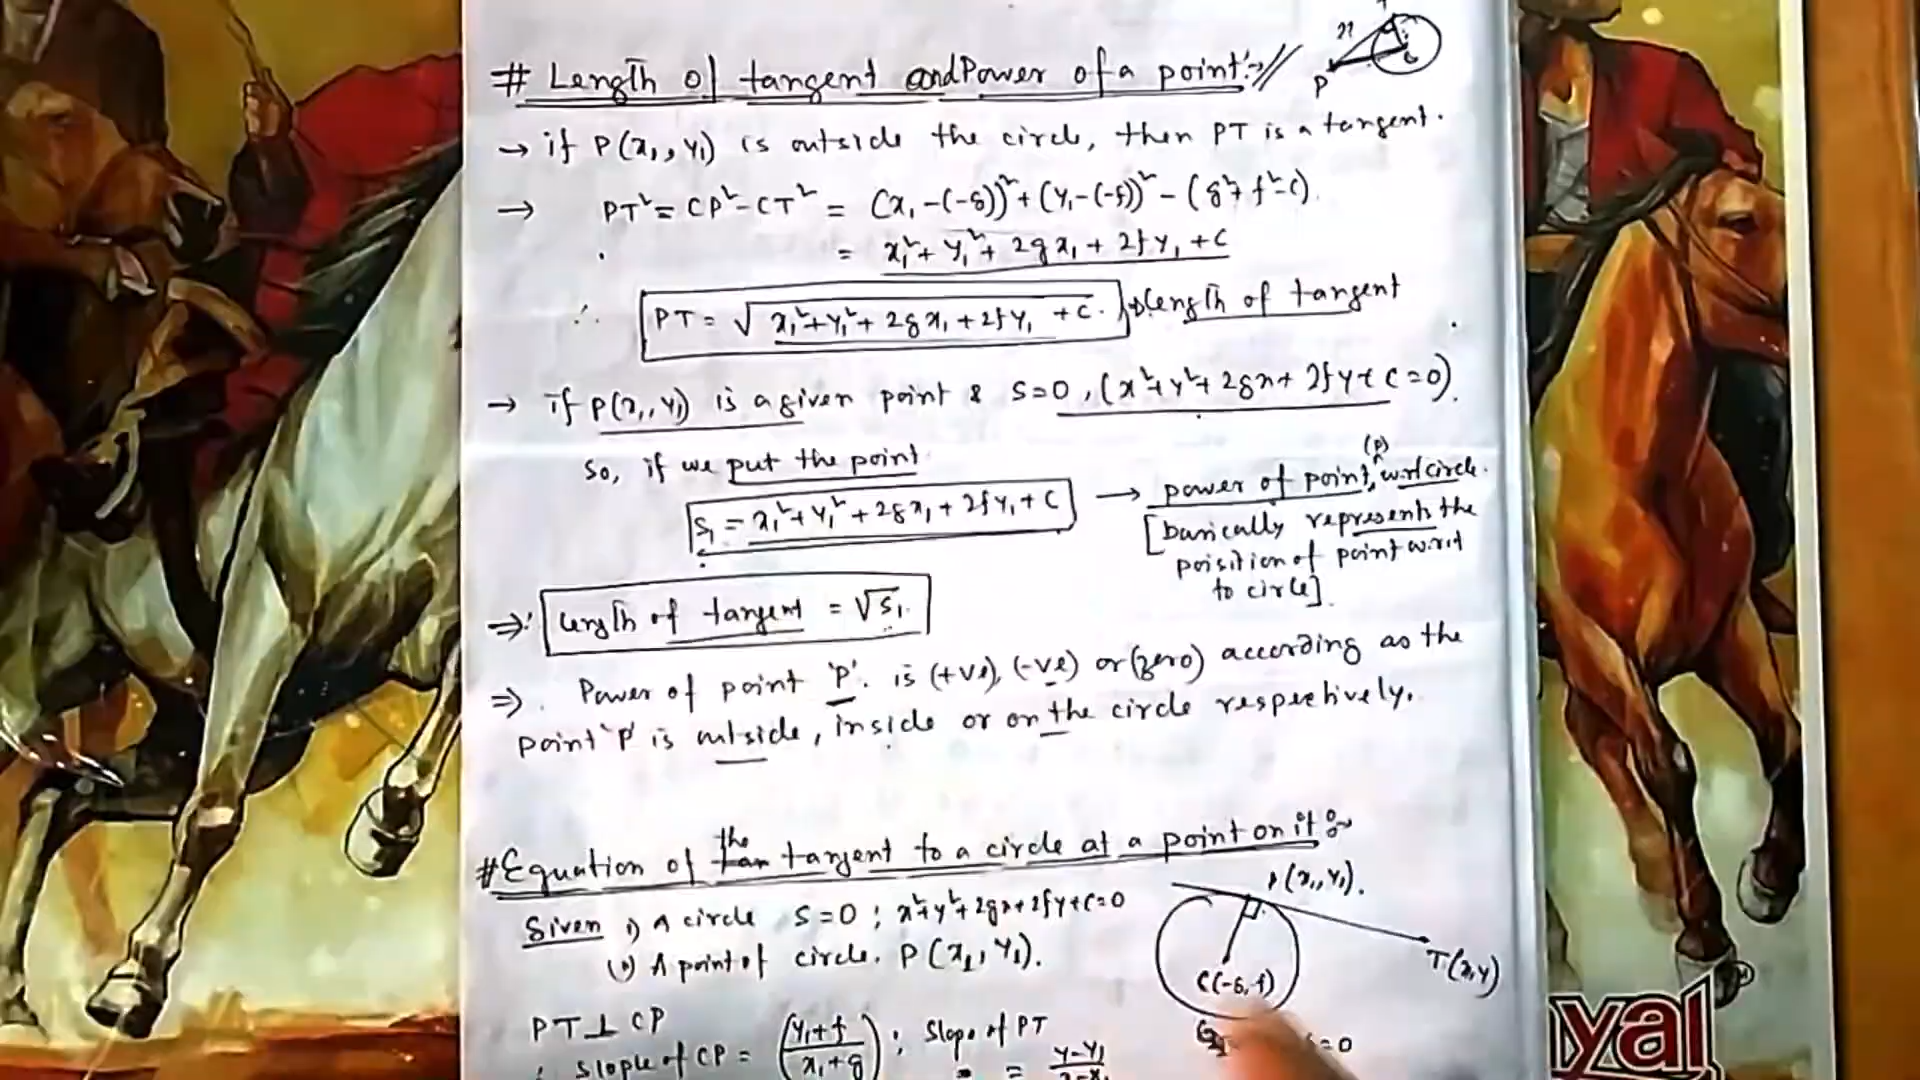 # Length of tangent and Power of a point :-//
P
→ if P(x₁, y₁) is outside the circle, then PT is a tangent.
→ PT² = CP² - CT² = (x₁-(-g))² + (y₁-(-f))² - (g²+f²-c).
= x₁² + y₁² + 2gx₁ + 2fy₁ + c
∴ PT = √x₁²+y₁²+2gx₁+2fy₁+c. → Length of tangent
→ if P(x₁, y₁) is a given point & S=0, (x²+y²+2gx+2fy+c=0).
So, if we put the point
S₁ = x₁²+y₁²+2gx₁+2fy₁+c → power of point (P) w.r.t circle.
[basically represents the
poisition of point w.r.t
to circle].
⇒ : Length of tangent = √S₁.
⇒ . Power of point 'P'. is (+ve), (-ve) or (zero) according as the
point 'P' is outside, inside or on the circle respectively.
# Equation of the tangent to a circle at a point on it :-
Given i) A circle S=0 ; x²+y²+2gx+2fy+c=0
(ii) A point of circle. P(x₁, y₁).
P(x₁, y₁).
T(x,y)
C(-g,-f)
PT ⊥ CP
∴ Slople of CP = (y₁+f / x₁+g) ; Slope of PT
= y-y₁ / x-x₁
=0
yal